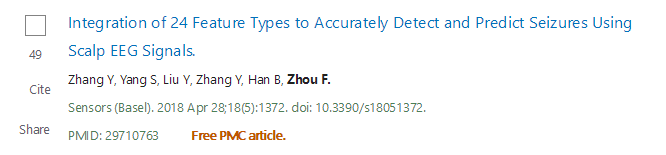 Integration of 24 Feature Types to Accurately Detect and Predict Seizures Using
Scalp EEG Signals.
49
Zhang Y, Yang S, Liu Y, Zhang Y, Han B, Zhou F.
Cite
Sensors (Basel). 2018 Apr 28;18(5):1372. doi: 10.3390/s18051372.
Share
PMID: 29710763 Free PMC article.